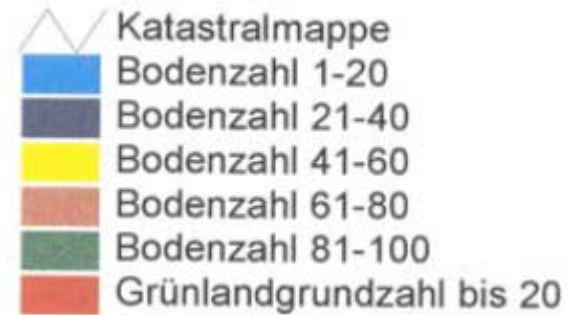 Katastralmappe
Bodenzahl 1-20
Bodenzahl 21-40
Bodenzahl 41-60
Bodenzahl 61-80
Bodenzahl 81-100
Grünlandgrundzahl bis 20